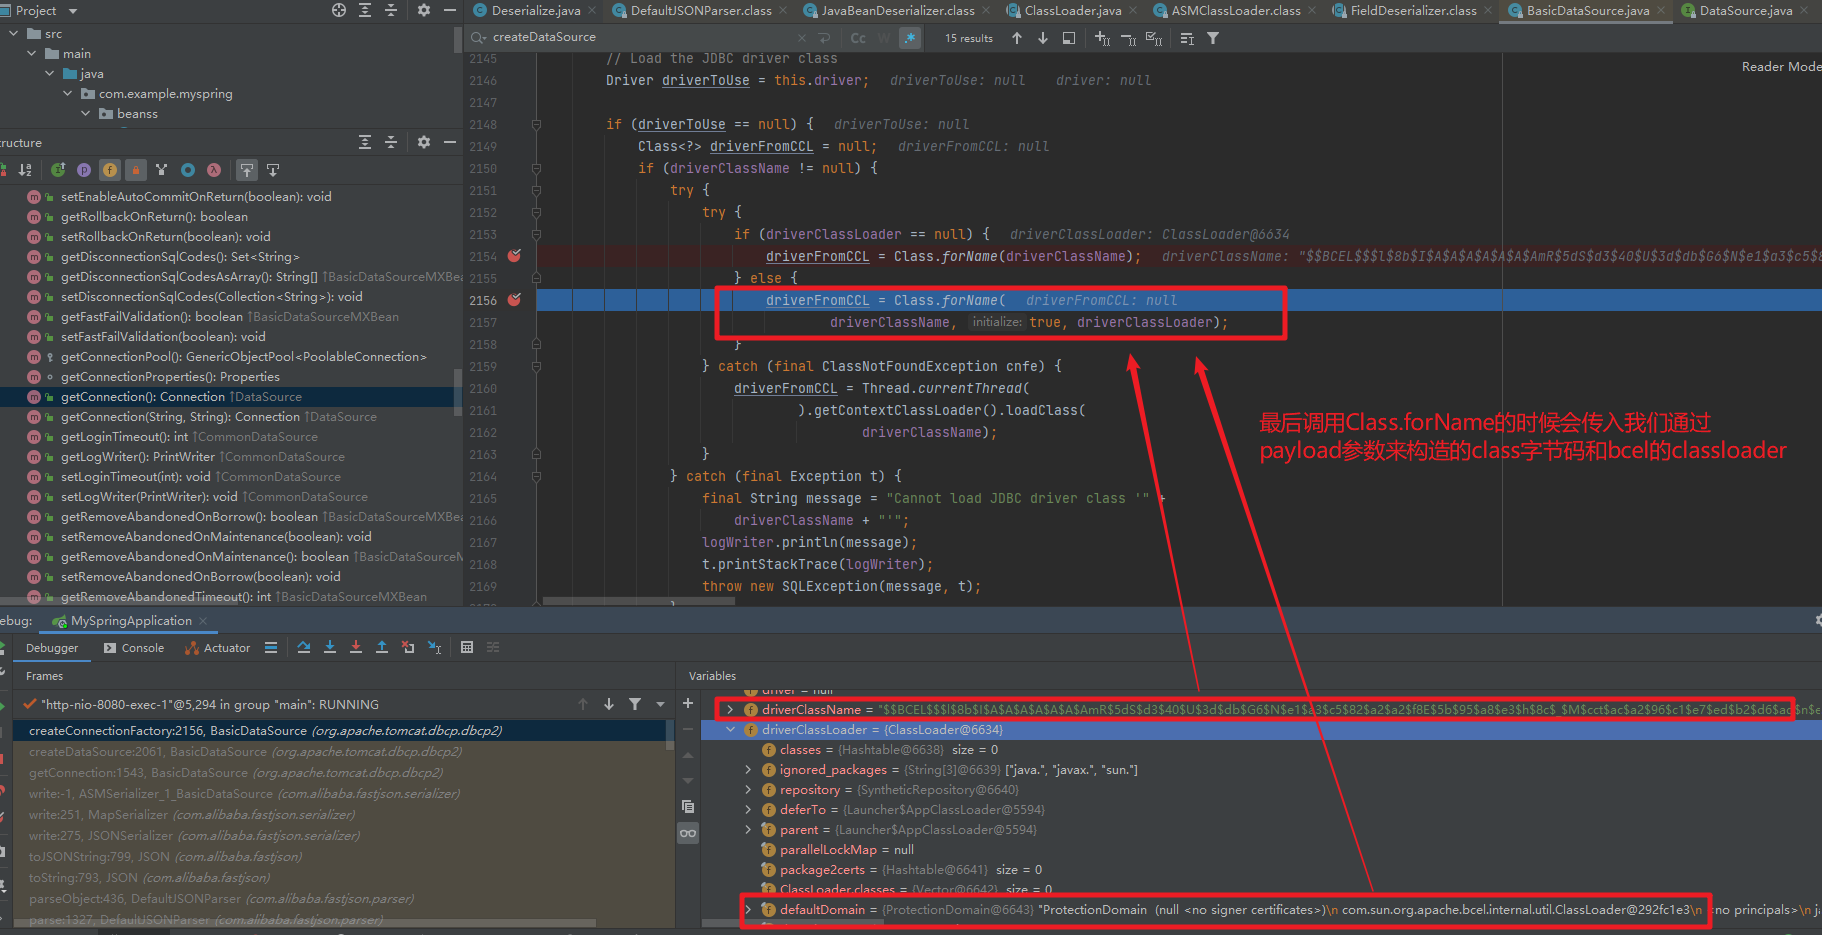 Project
Deserialize.java
DefaultJSONParser.class
JavaBeanDeserializer.class
ClassLoader.java
ASMClassLoader.class
FieldDeserializer.class
BasicDataSource.java
DataSource.java
src
main
java
com.example.myspring
beanss
createDataSource
Cc W .* 15 results
Reader Mode
2145 // Load the JDBC driver class
2146 Driver driverToUse = this.driver; driverToUse: null driver: null
2147
2148 if (driverToUse == null) { driverToUse: null
2149 Class<?> driverFromCCL = null; driverFromCCL: null
2150 if (driverClassName != null) {
2151 try {
2152 try {
2153 if (driverClassLoader == null) { driverClassLoader: ClassLoader@6634
2154 driverFromCCL = Class.forName(driverClassName); driverClassName: "$$BCEL$$$l$8b$I$A$A$A$A$A$A$AmR$5dS$d3$40$U$3d$db$G6$N$e1$a3$c5$8
2155 } else {
2156 driverFromCCL = Class.forName( driverFromCCL: null
2157 driverClassName, initialize: true, driverClassLoader);
2158 }
2159 } catch (final ClassNotFoundException cnfe) {
2160 driverFromCCL = Thread.currentThread(
2161 ).getContextClassLoader().loadClass(
2162 driverClassName);
2163 }
2164 } catch (final Exception t) {
2165 final String message = "Cannot load JDBC driver class '" +
2166 driverClassName + "'";
2167 logWriter.println(message);
2168 t.printStackTrace(logWriter);
2169 throw new SQLException(message, t);
最后调用Class.forName的时候会传入我们通过
payload参数来构造的class字节码和bcel的classloader
ructure
setEnableAutoCommitOnReturn(boolean): void
getRollbackOnReturn(): boolean
setRollbackOnReturn(boolean): void
getDisconnectionSqlCodes(): Set<String>
getDisconnectionSqlCodesAsArray(): String[] ↑BasicDataSourceMXBea
setDisconnectionSqlCodes(Collection<String>): void
getFastFailValidation(): boolean ↑BasicDataSourceMXBean
setFastFailValidation(boolean): void
getConnectionPool(): GenericObjectPool<PoolableConnection>
getConnectionProperties(): Properties
getConnection(): Connection ↑DataSource
getConnection(String, String): Connection ↑DataSource
getLoginTimeout(): int ↑CommonDataSource
getLogWriter(): PrintWriter ↑CommonDataSource
setLoginTimeout(int): void ↑CommonDataSource
setLogWriter(PrintWriter): void ↑CommonDataSource
getRemoveAbandonedOnBorrow(): boolean ↑BasicDataSourceMXBea
setRemoveAbandonedOnMaintenance(boolean): void
getRemoveAbandonedOnMaintenance(): boolean ↑BasicDataSourceM
setRemoveAbandonedOnBorrow(boolean): void
getRemoveAbandonedTimeout(): int ↑BasicDataSourceMXBean
ebug: MySpringApplication
Debugger Console Actuator
Frames
"http-nio-8080-exec-1"@5,294 in group "main": RUNNING
createConnectionFactory:2156, BasicDataSource (org.apache.tomcat.dbcp.dbcp2)
createDataSource:2061, BasicDataSource (org.apache.tomcat.dbcp.dbcp2)
getConnection:1543, BasicDataSource (org.apache.tomcat.dbcp.dbcp2)
write:-1, ASMSerializer_1_BasicDataSource (com.alibaba.fastjson.serializer)
write:251, MapSerializer (com.alibaba.fastjson.serializer)
write:275, JSONSerializer (com.alibaba.fastjson.serializer)
toJSONString:799, JSON (com.alibaba.fastjson)
toString:793, JSON (com.alibaba.fastjson)
parseObject:436, DefaultJSONParser (com.alibaba.fastjson.parser)
parse:1327, DefaultJSONParser (com.alibaba.fastjson.parser)
Variables
driver = null
driverClassName = "$$BCEL$$$l$8b$I$A$A$A$A$A$A$AmR$5dS$d3$40$U$3d$db$G6$N$e1$a3$c5$82$a2$a2$f8E$5b$95$a8$e3$h$8c$_$M$cct$ac$a2$96$c1$e7$ed$b2$d6$ac$n$e
driverClassLoader = {ClassLoader@6634}
classes = {Hashtable@6638} size = 0
ignored_packages = {String[3]@6639} ["java.", "javax.", "sun."]
repository = {SyntheticRepository@6640}
deferTo = {Launcher$AppClassLoader@5594}
parent = {Launcher$AppClassLoader@5594}
parallelLockMap = null
package2certs = {Hashtable@6641} size = 0
ClassLoader.classes = {Vector@6642} size = 0
defaultDomain = {ProtectionDomain@6643} "ProtectionDomain (null <no signer certificates>)\n com.sun.org.apache.bcel.internal.util.ClassLoader@292fc1e3\n <no principals>\n j